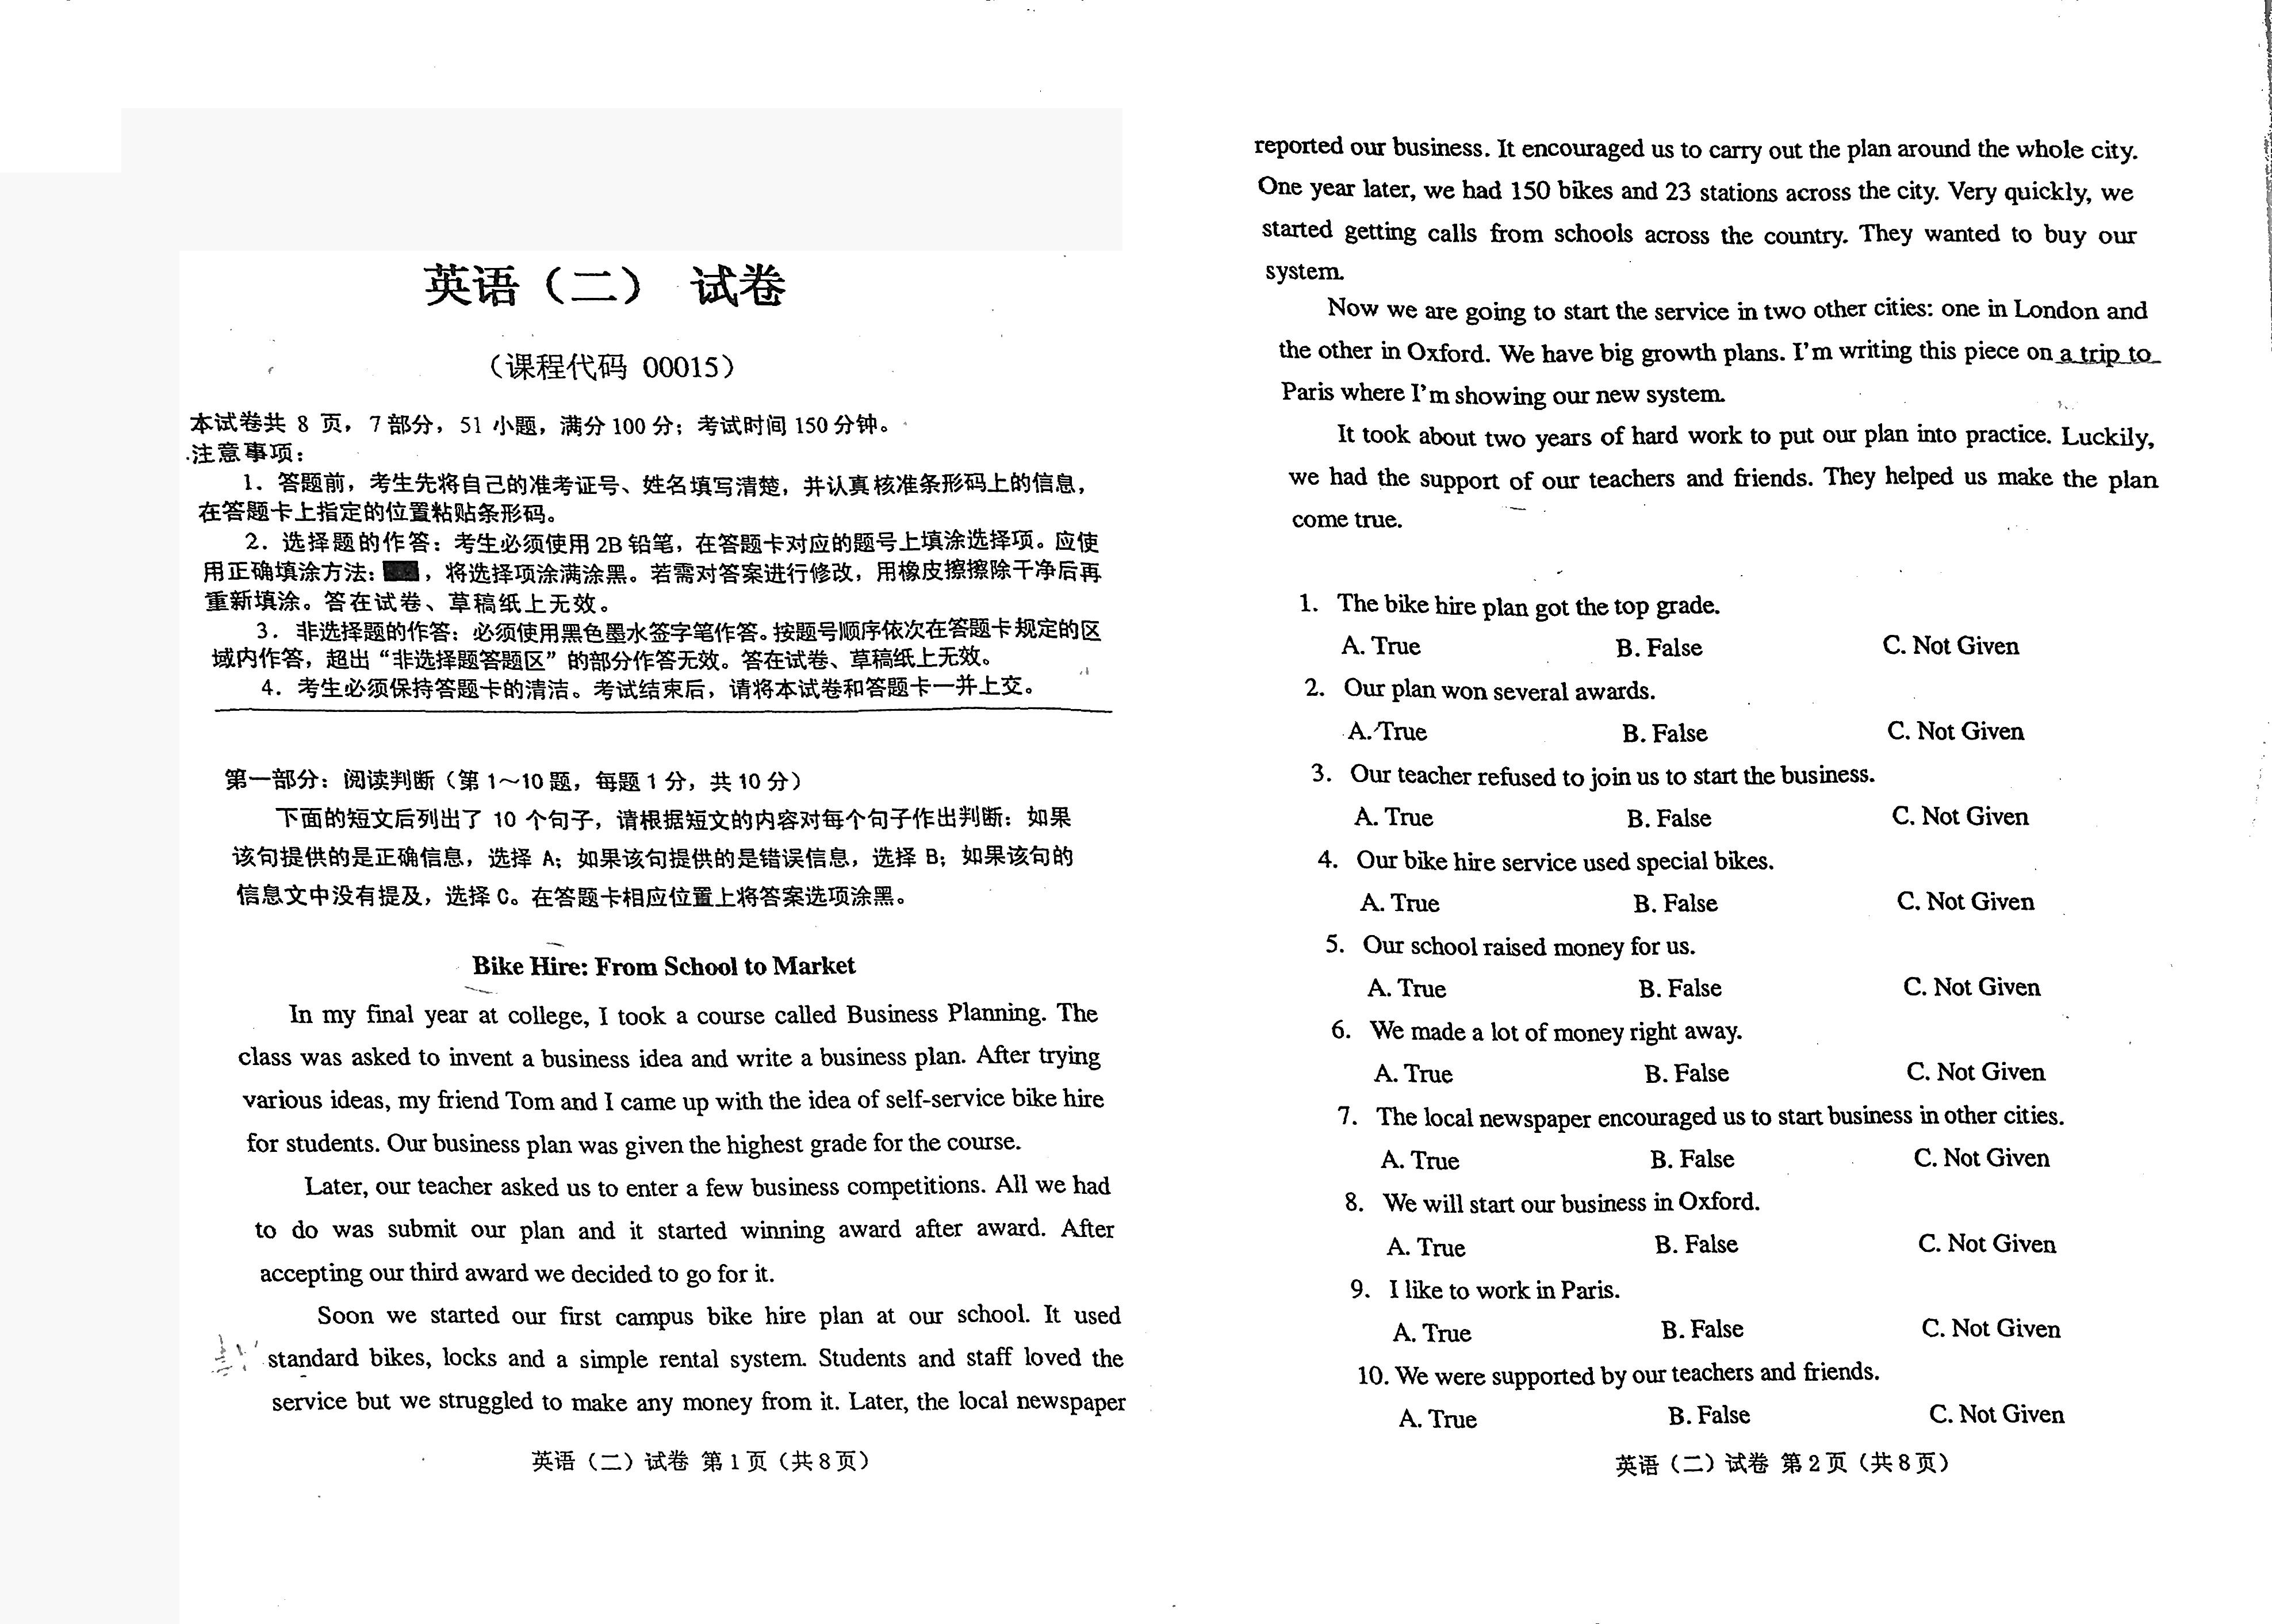 英语（二） 试卷
（课程代码 00015）
本试卷共 8 页，7 部分，51 小题，满分 100 分；考试时间 150 分钟。
注意事项：
1. 答题前，考生先将自己的准考证号、姓名填写清楚，并认真核准条形码上的信息，
在答题卡上指定的位置粘贴条形码。
2. 选择题的作答：考生必须使用 2B 铅笔，在答题卡对应的题号上填涂选择项。应使
用正确填涂方法：，将选择项涂满涂黑。若需对答案进行修改，用橡皮擦擦除干净后再
重新填涂。答在试卷、草稿纸上无效。
3. 非选择题的作答：必须使用黑色墨水签字笔作答。按题号顺序依次在答题卡规定的区
域内作答，超出“非选择题答题区”的部分作答无效。答在试卷、草稿纸上无效。
4. 考生必须保持答题卡的清洁。考试结束后，请将本试卷和答题卡一并上交。
第一部分：阅读判断（第 1～10 题，每题 1 分，共 10 分）
下面的短文后列出了 10 个句子，请根据短文的内容对每个句子作出判断：如果
该句提供的是正确信息，选择 A；如果该句提供的是错误信息，选择 B；如果该句的
信息文中没有提及，选择 C。在答题卡相应位置上将答案选项涂黑。
Bike Hire: From School to Market
In my final year at college, I took a course called Business Planning. The
class was asked to invent a business idea and write a business plan. After trying
various ideas, my friend Tom and I came up with the idea of self-service bike hire
for students. Our business plan was given the highest grade for the course.
Later, our teacher asked us to enter a few business competitions. All we had
to do was submit our plan and it started winning award after award. After
accepting our third award we decided to go for it.
Soon we started our first campus bike hire plan at our school. It used
standard bikes, locks and a simple rental system. Students and staff loved the
service but we struggled to make any money from it. Later, the local newspaper
英语（二）试卷 第 1 页（共 8 页）
reported our business. It encouraged us to carry out the plan around the whole city.
One year later, we had 150 bikes and 23 stations across the city. Very quickly, we
started getting calls from schools across the country. They wanted to buy our
system.
Now we are going to start the service in two other cities: one in London and
the other in Oxford. We have big growth plans. I'm writing this piece on a trip to
Paris where I'm showing our new system.
It took about two years of hard work to put our plan into practice. Luckily,
we had the support of our teachers and friends. They helped us make the plan
come true.
1. The bike hire plan got the top grade.
A. True B. False C. Not Given
2. Our plan won several awards.
A. True B. False C. Not Given
3. Our teacher refused to join us to start the business.
A. True B. False C. Not Given
4. Our bike hire service used special bikes.
A. True B. False C. Not Given
5. Our school raised money for us.
A. True B. False C. Not Given
6. We made a lot of money right away.
A. True B. False C. Not Given
7. The local newspaper encouraged us to start business in other cities.
A. True B. False C. Not Given
8. We will start our business in Oxford.
A. True B. False C. Not Given
9. I like to work in Paris.
A. True B. False C. Not Given
10. We were supported by our teachers and friends.
A. True B. False C. Not Given
英语（二）试卷 第 2 页（共 8 页）